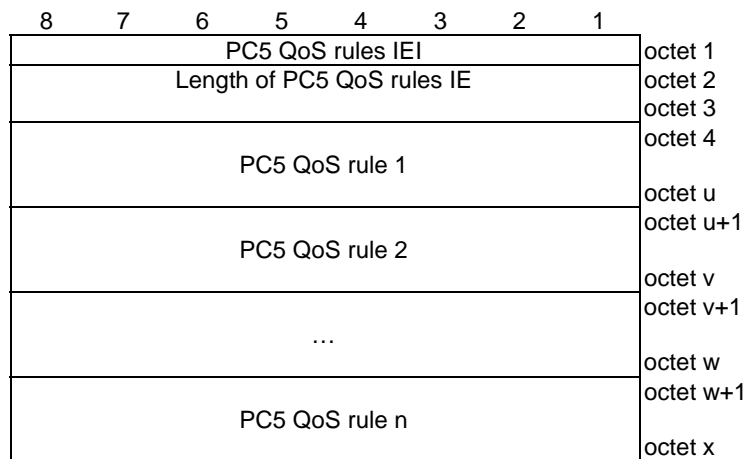 8 7 6 5 4 3 2 1
PC5 QoS rules IEI octet 1
Length of PC5 QoS rules IE octet 2
octet 3
octet 4
PC5 QoS rule 1
octet u
octet u+1
PC5 QoS rule 2
octet v
octet v+1
…
octet w
octet w+1
PC5 QoS rule n
octet x